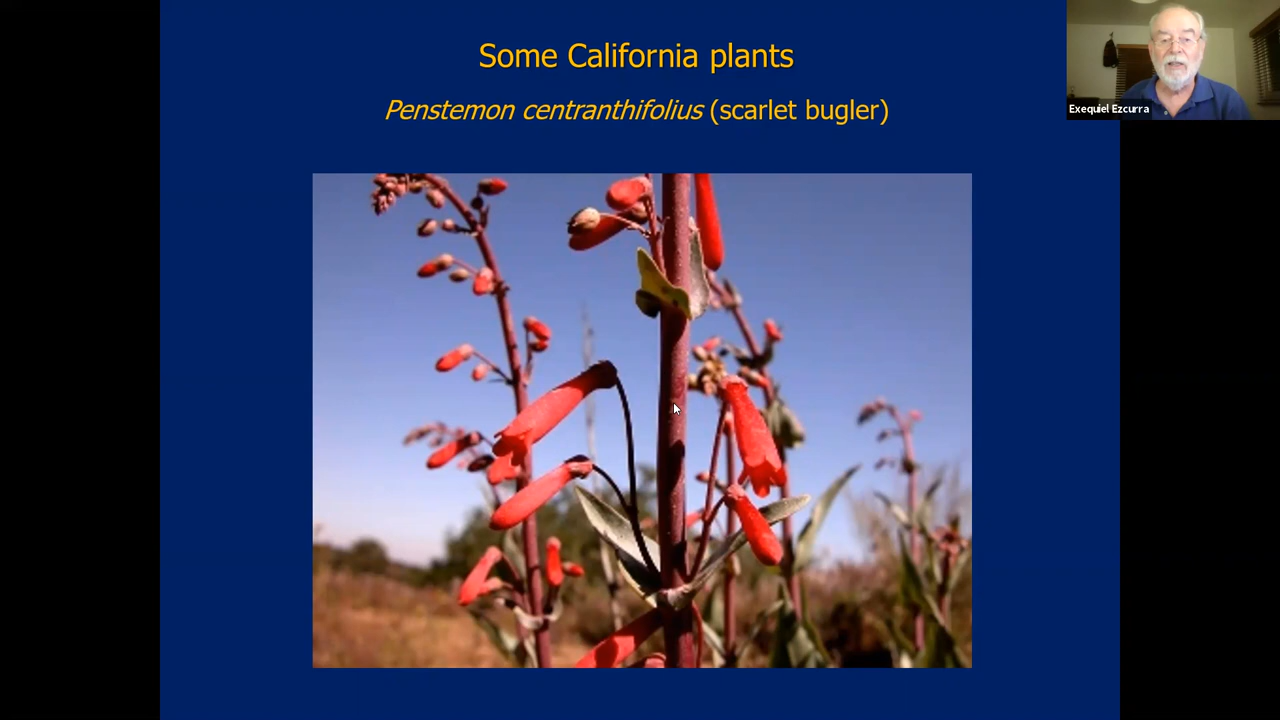 Some California plants
Penstemon centranthifolius (scarlet bugler)
Exequiel Ezcurra